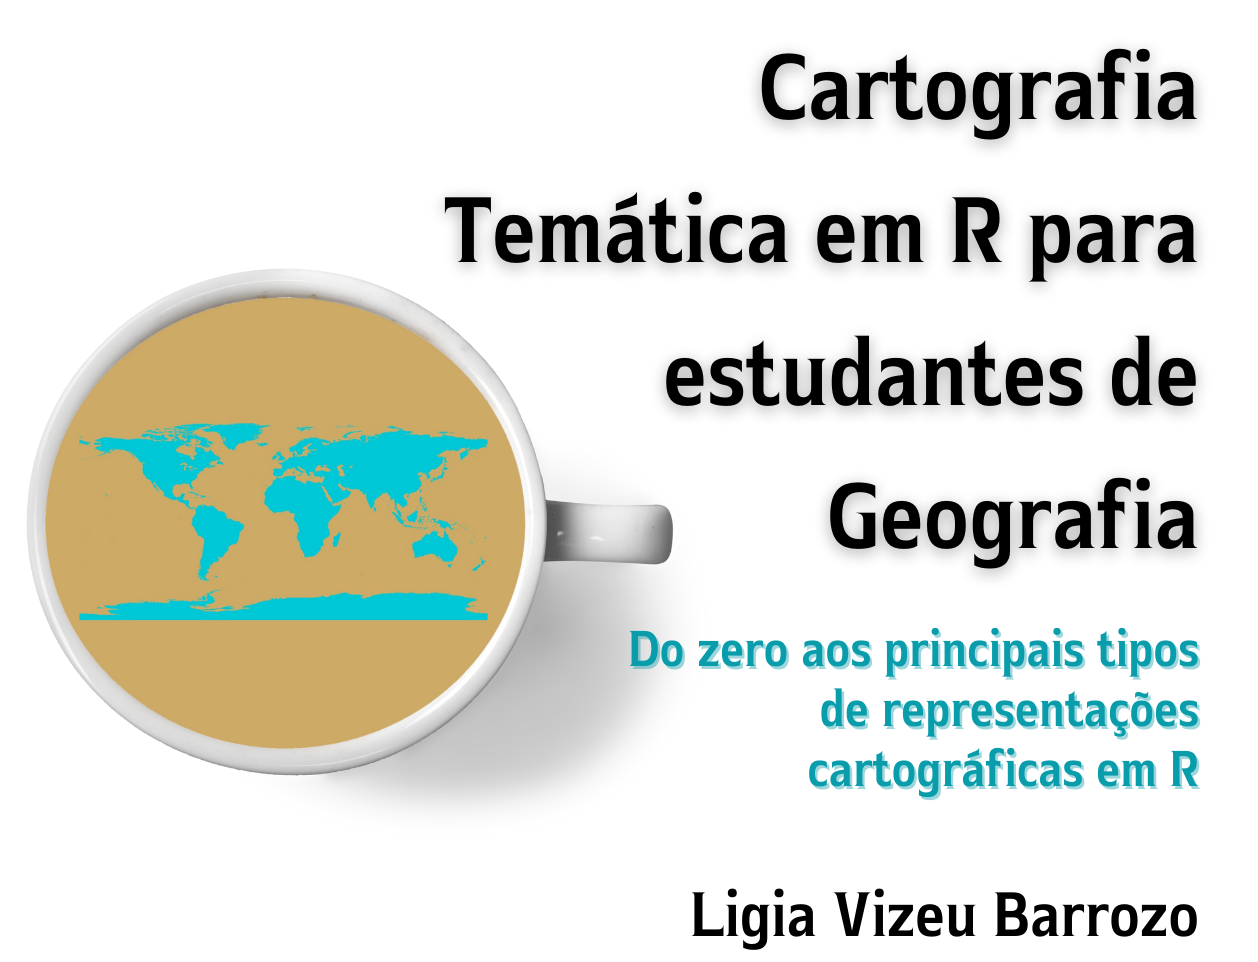 Cartografia
Temática em R para
estudantes de
Geografia
Do zero aos principais tipos
de representações
cartográficas em R
Ligia Vizeu Barrozo